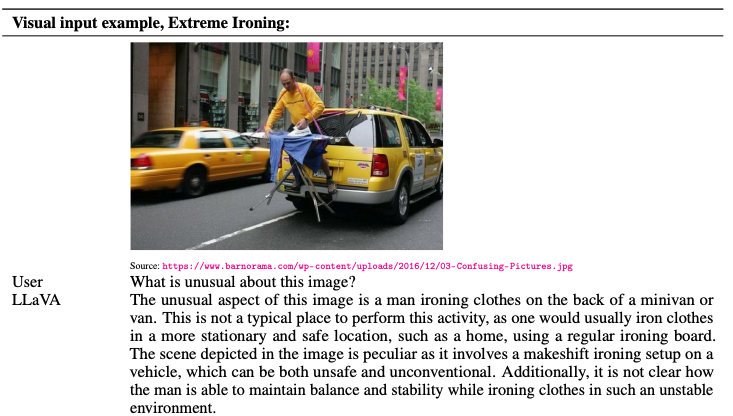 Visual input example, Extreme Ironing:
Source: https://www.barnorama.com/wp-content/uploads/2016/12/03-Confusing-Pictures.jpg
User What is unusual about this image?
LLaVA The unusual aspect of this image is a man ironing clothes on the back of a minivan or
van. This is not a typical place to perform this activity, as one would usually iron clothes
in a more stationary and safe location, such as a home, using a regular ironing board.
The scene depicted in the image is peculiar as it involves a makeshift ironing setup on a
vehicle, which can be both unsafe and unconventional. Additionally, it is not clear how
the man is able to maintain balance and stability while ironing clothes in such an unstable
environment.